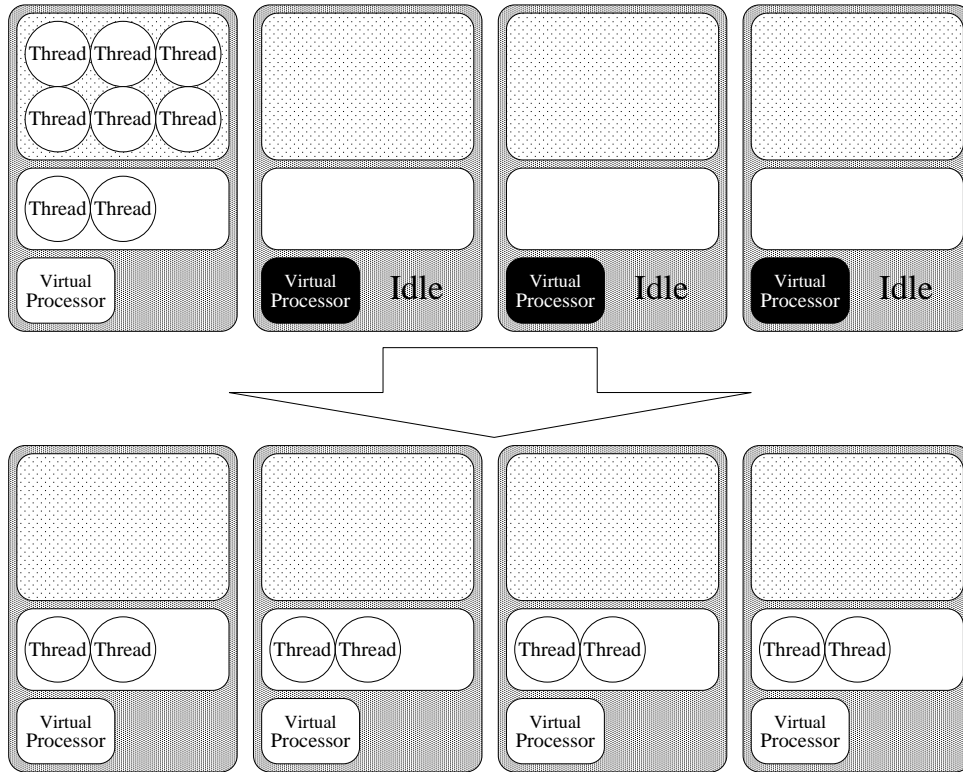 Thread Thread Thread
Thread Thread Thread
Thread Thread
Virtual
Processor
Virtual
Processor
Idle
Virtual
Processor
Idle
Virtual
Processor
Idle
Thread Thread
Thread Thread
Thread Thread
Thread Thread
Virtual
Processor
Virtual
Processor
Virtual
Processor
Virtual
Processor